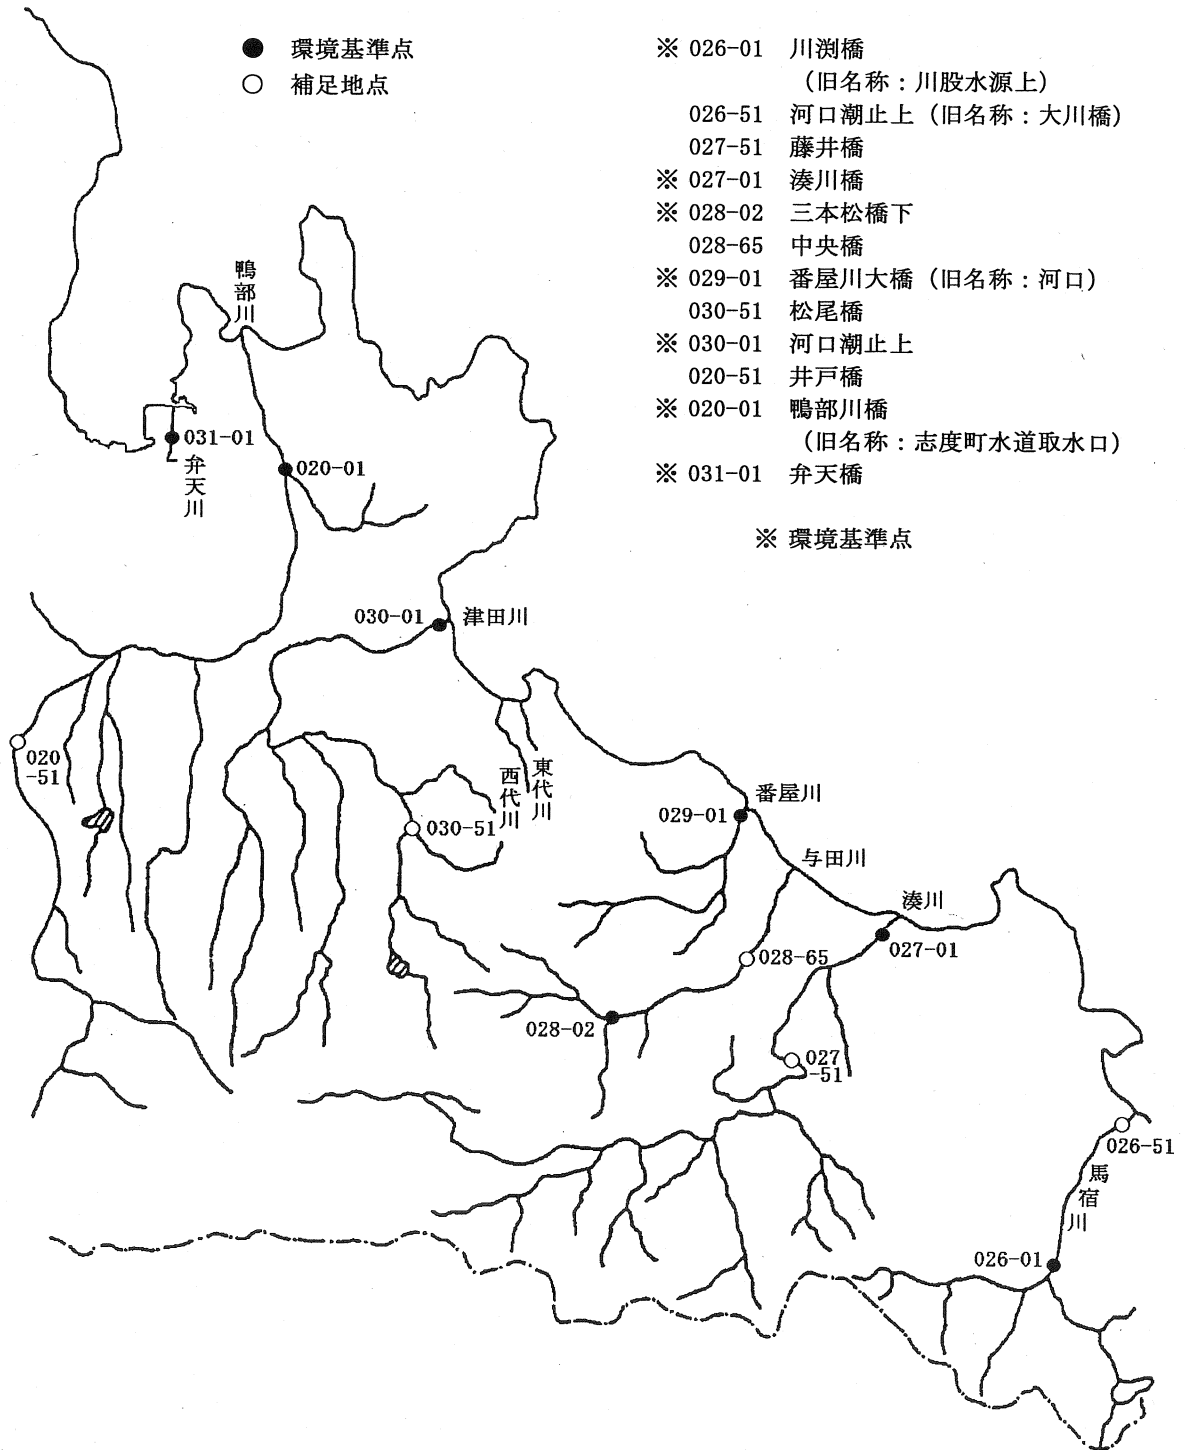 ● 環境基準点
○ 補足地点
※ 026-01 川渕橋
（旧名称：川股水源上）
026-51 河口潮止上（旧名称：大川橋）
027-51 藤井橋
※ 027-01 湊川橋
※ 028-02 三本松橋下
028-65 中央橋
※ 029-01 番屋川大橋（旧名称：河口）
030-51 松尾橋
※ 030-01 河口潮止上
020-51 井戸橋
※ 020-01 鴨部川橋
（旧名称：志度町水道取水口）
※ 031-01 弁天橋
※ 環境基準点
鴨部川
031-01
弁天川
020-01
030-01
津田川
020
-51
西代川
東代川
030-51
番屋川
029-01
与田川
湊川
027-01
028-65
028-02
027
-51
026-51
馬宿川
026-01